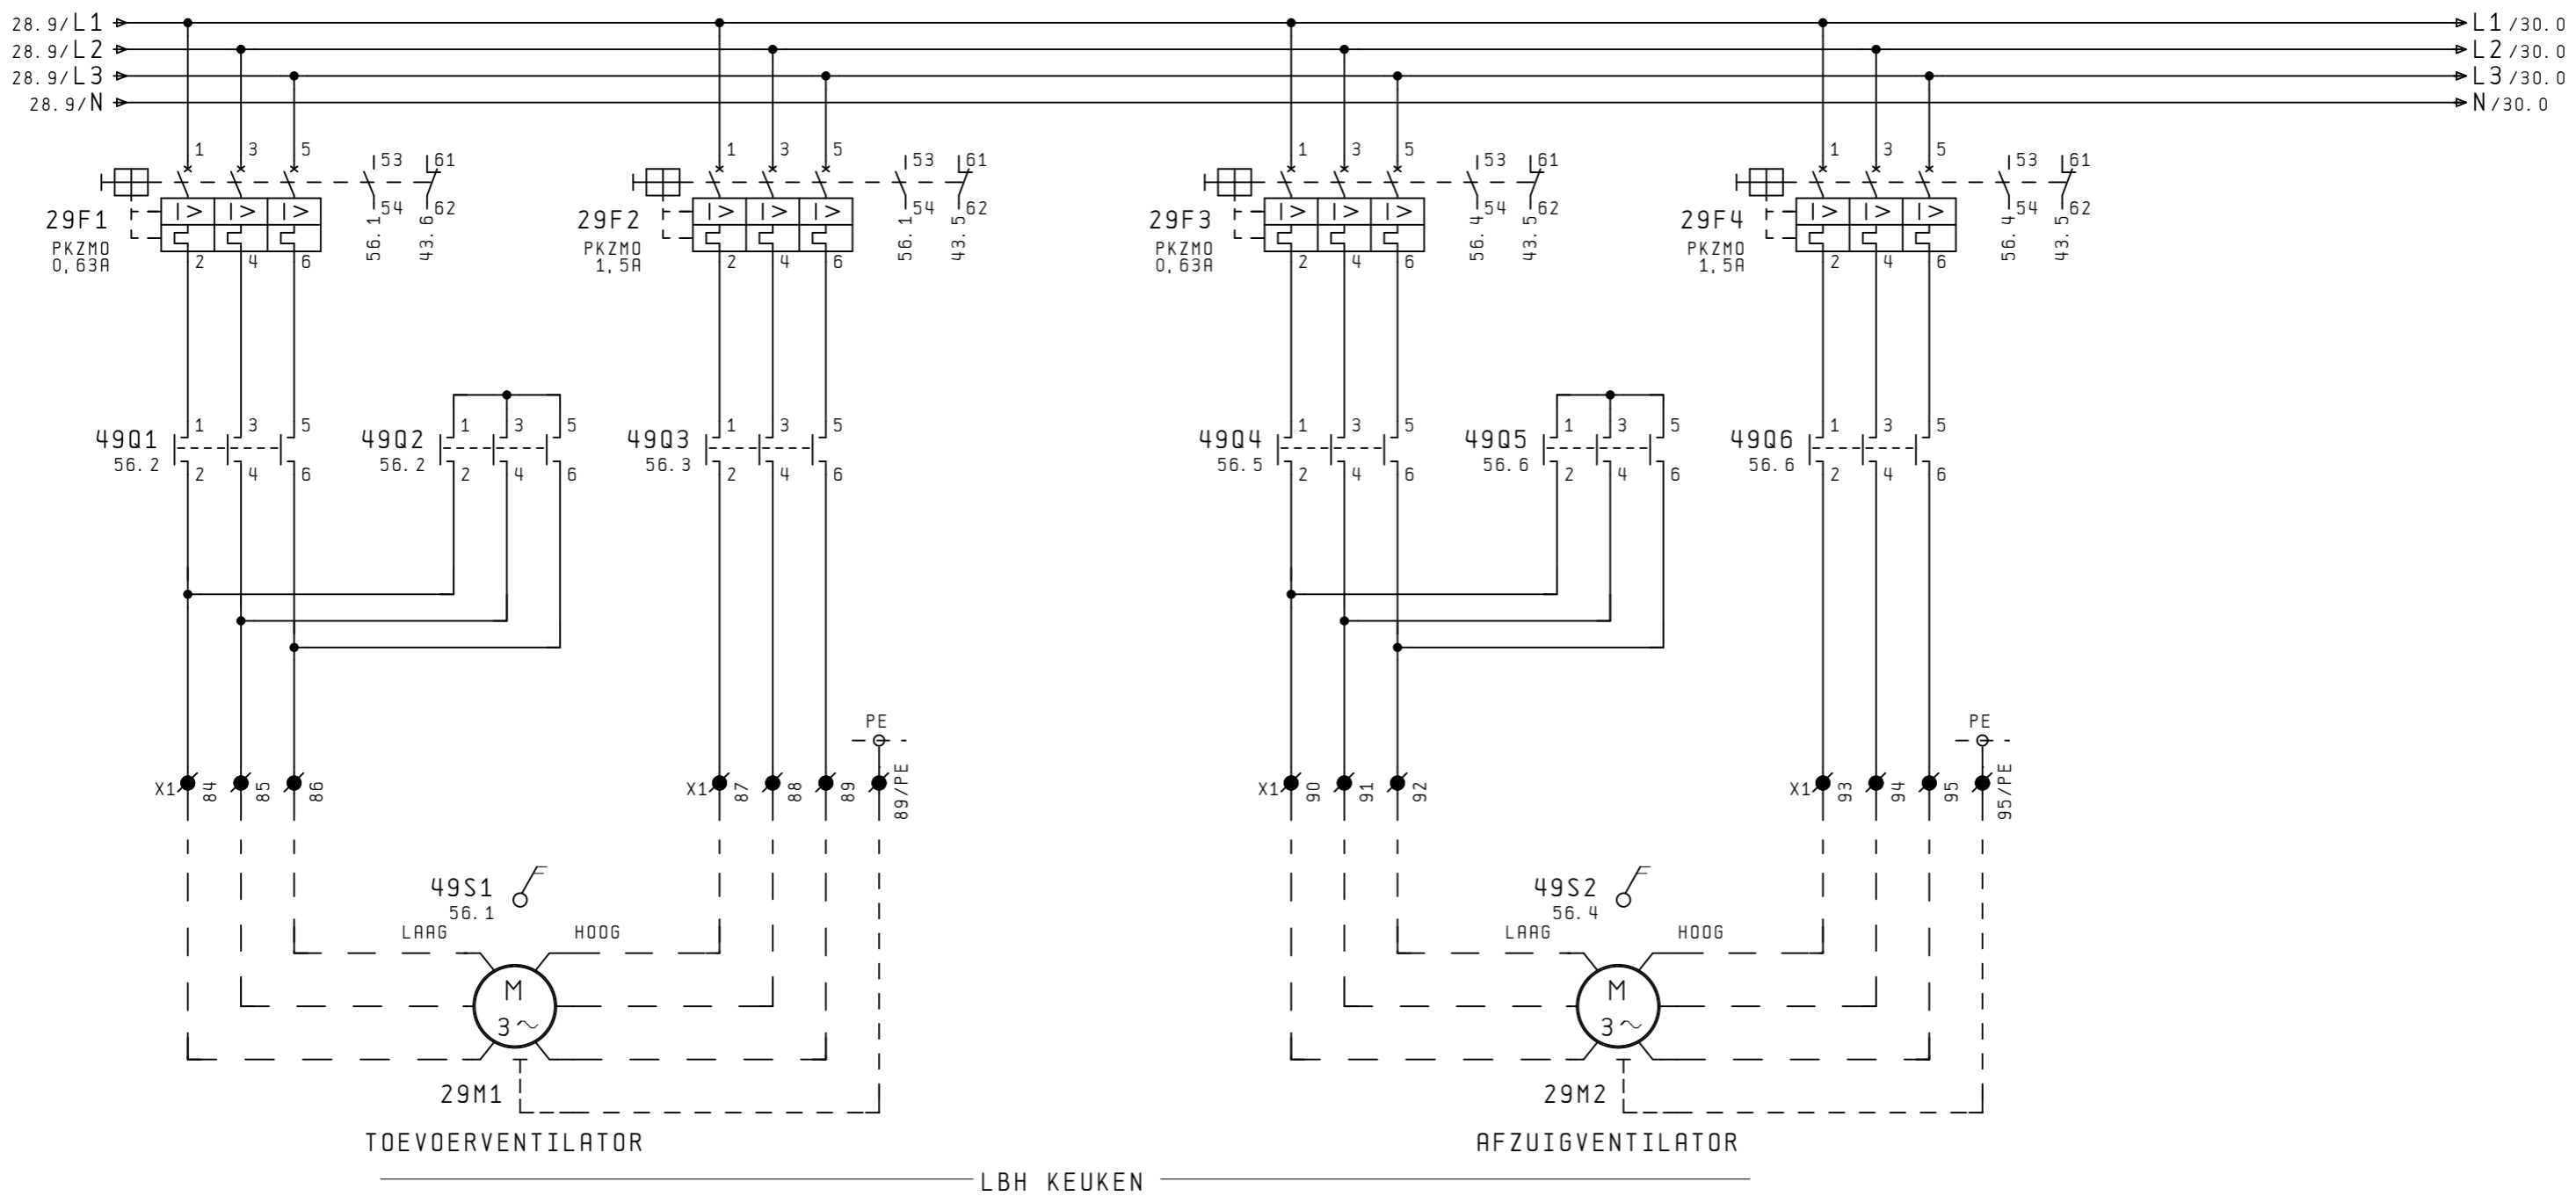 28.9/L1 L1/30.0
28.9/L2 L2/30.0
28.9/L3 L3/30.0
28.9/N N/30.0
1 3 5 53 61 1 3 5 53 61 1 3 5 53 61 1 3 5 53 61
54 62 54 62 54 62 54 62
29F1 29F2 29F3 29F4
56.1 43.6 56.1 43.5 56.4 43.5 56.4 43.5
PKZM0 PKZM0 PKZM0 PKZM0
0,63A 1,5A 0,63A 1,5A
I> I> I> I> I> I> I> I> I> I> I> I>
2 4 6 2 4 6 2 4 6 2 4 6
1 3 5 1 3 5 1 3 5 1 3 5 1 3 5 1 3 5
49Q1 49Q2 49Q3 49Q4 49Q5 49Q6
56.2 56.2 56.3 56.5 56.6 56.6
2 4 6 2 4 6 2 4 6 2 4 6 2 4 6 2 4 6
PE PE
X1 84 85 86 X1 87 88 89 89/PE X1 90 91 92 X1 93 94 95 95/PE
49S1 49S2
56.1 56.4
LAAG HOOG LAAG HOOG
M M
3~ 3~
29M1 29M2
TOEVOERVENTILATOR AFZUIGVENTILATOR
LBH KEUKEN